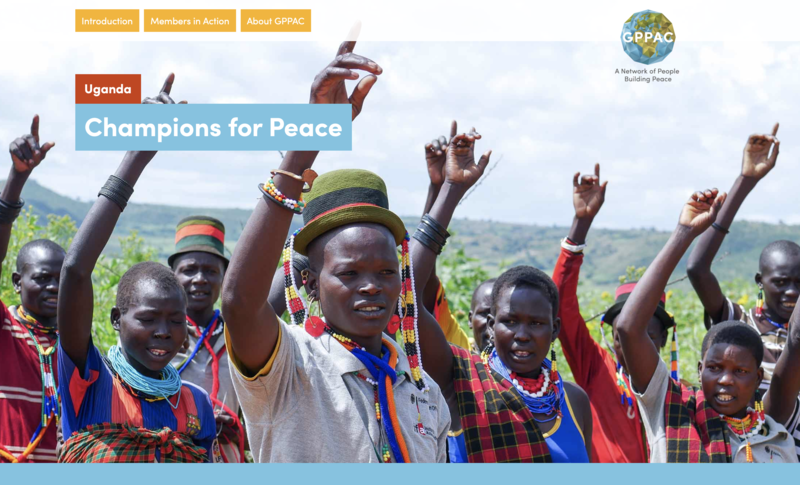 Introduction
Members in Action
About GPPAC
GPPAC
A Network of People
Building Peace
Uganda
Champions for Peace